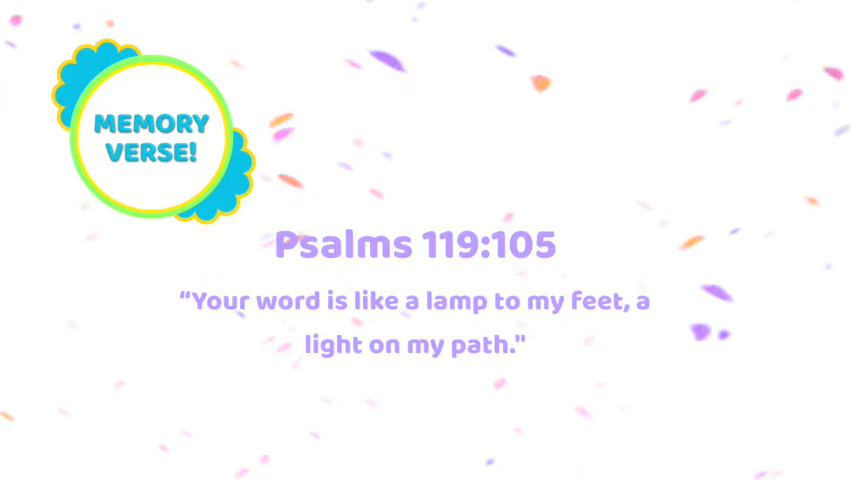 MEMORY
VERSE!
Psalms 119:105
“Your word is like a lamp to my feet, a
light on my path."